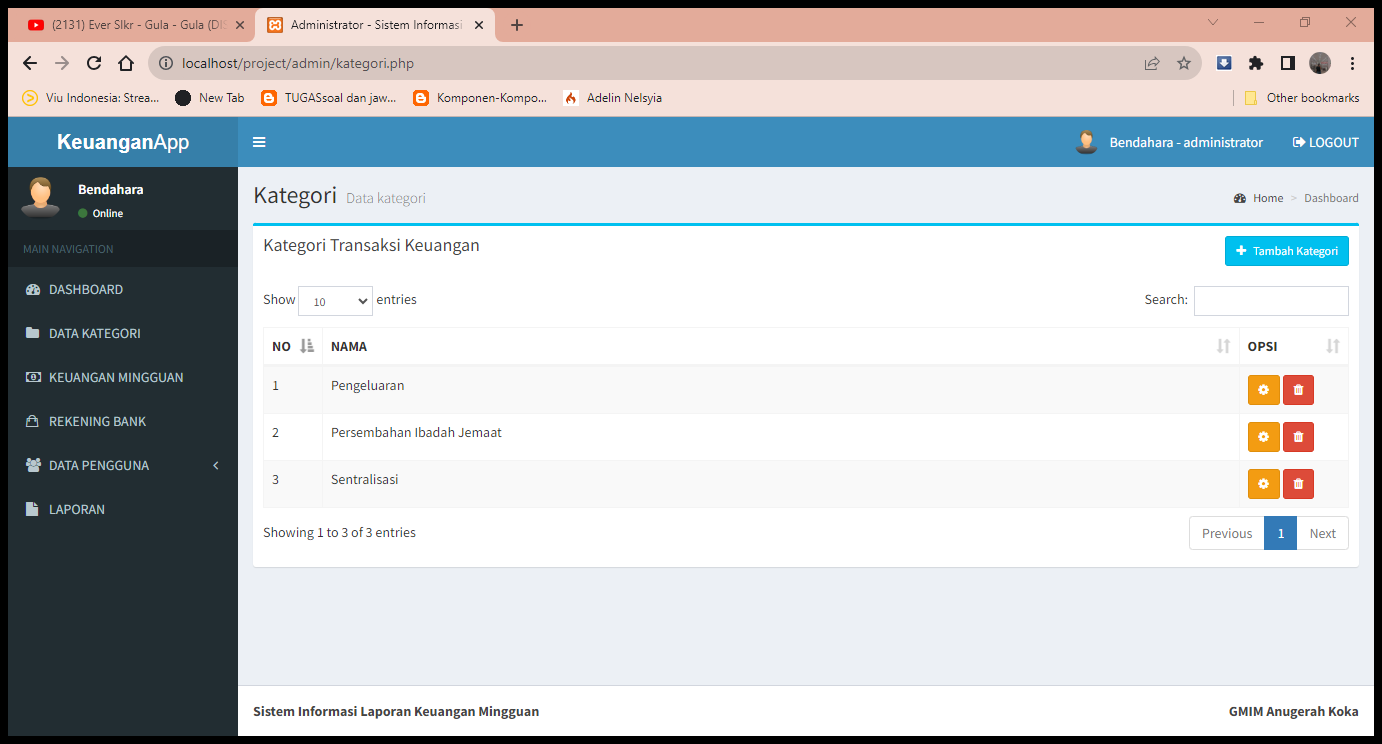 (2131) Ever Slkr - Gula - Gula (DIS
Administrator - Sistem Informasi
localhost/project/admin/kategori.php
Viu Indonesia: Strea...
New Tab
TUGASsoal dan jaw...
Komponen-Kompo...
Adelin Nelsyia
Other bookmarks
KeuanganApp
Bendahara - administrator
LOGOUT
Bendahara
Online
MAIN NAVIGATION
DASHBOARD
DATA KATEGORI
KEUANGAN MINGGUAN
REKENING BANK
DATA PENGGUNA
LAPORAN
Kategori Data kategori
Home > Dashboard
Kategori Transaksi Keuangan
+ Tambah Kategori
Show 10 entries
Search:
NO NAMA OPSI
1 Pengeluaran
2 Persembahan Ibadah Jemaat
3 Sentralisasi
Showing 1 to 3 of 3 entries
Previous 1 Next
Sistem Informasi Laporan Keuangan Mingguan
GMIM Anugerah Koka